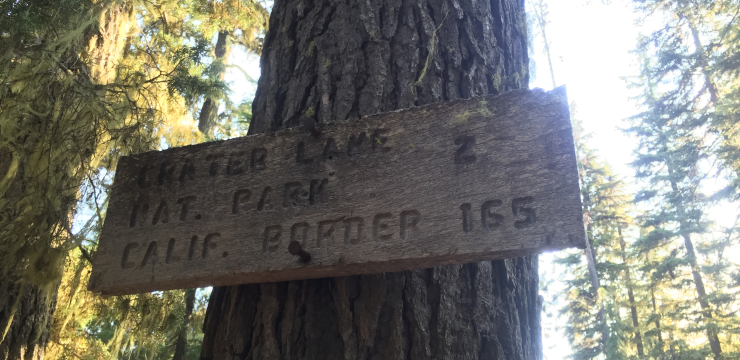 CRATER LAKE 2
NAT. PARK
CALIF. BORDER 165